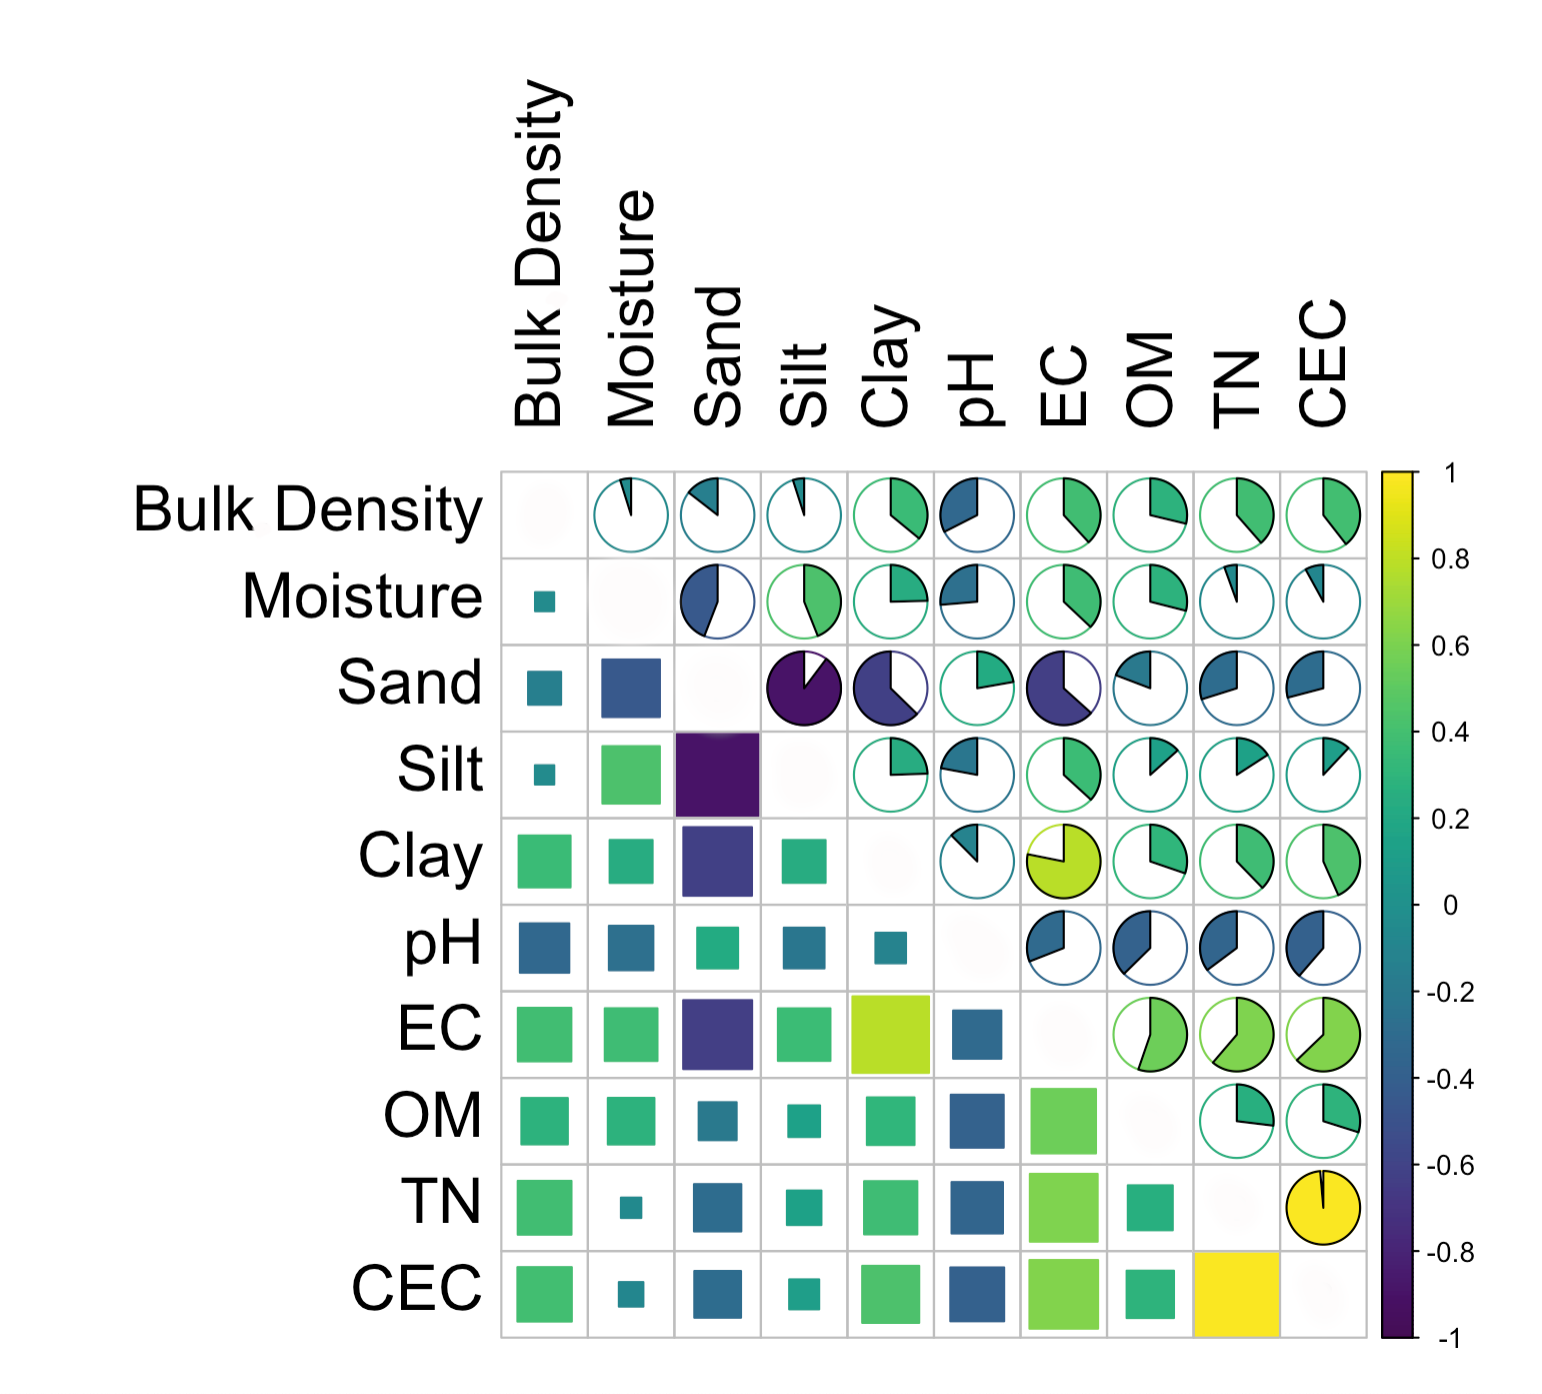 Bulk Density
Moisture
Sand
Silt
Clay
pH
EC
OM
TN
CEC
Bulk Density
Moisture
Sand
Silt
Clay
pH
EC
OM
TN
CEC
1
0.8
0.6
0.4
0.2
0
-0.2
-0.4
-0.6
-0.8
-1